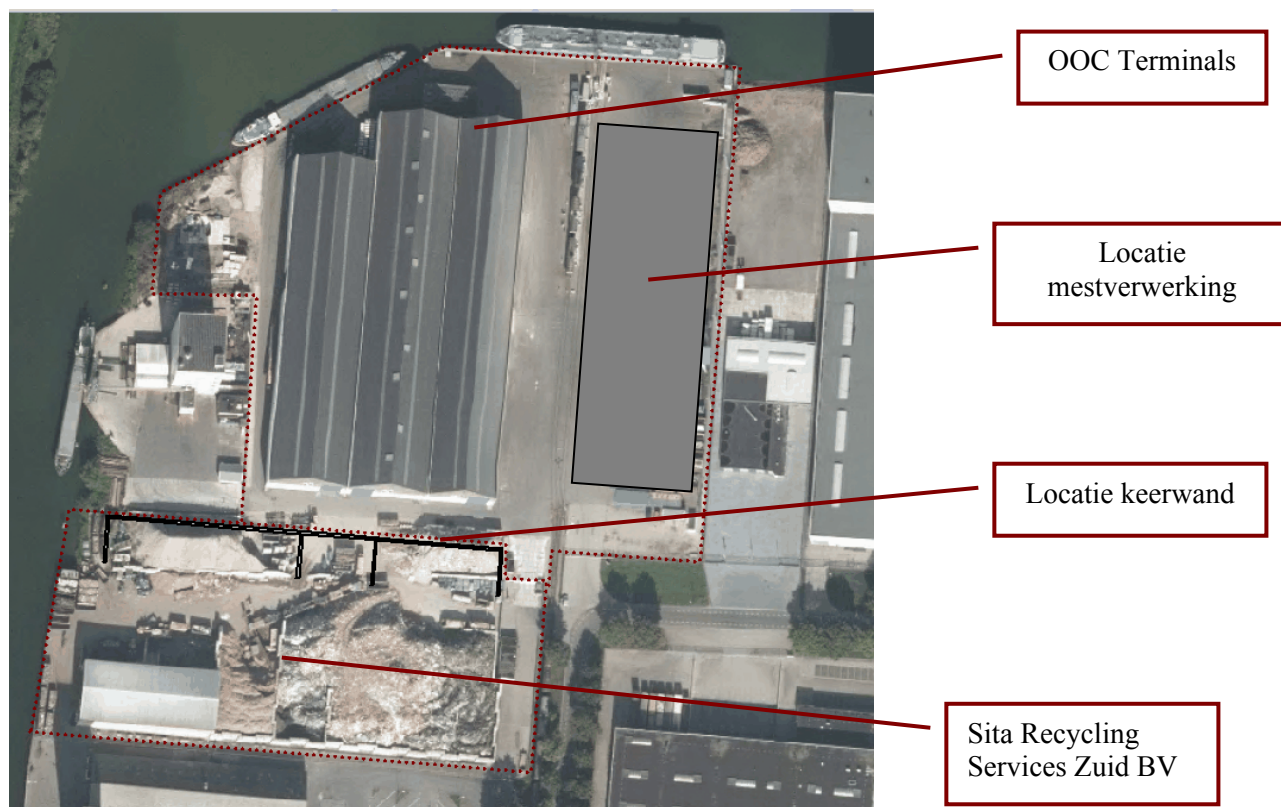 OOC Terminals
Locatie
mestverwerking
Locatie keerwand
Sita Recycling
Services Zuid BV